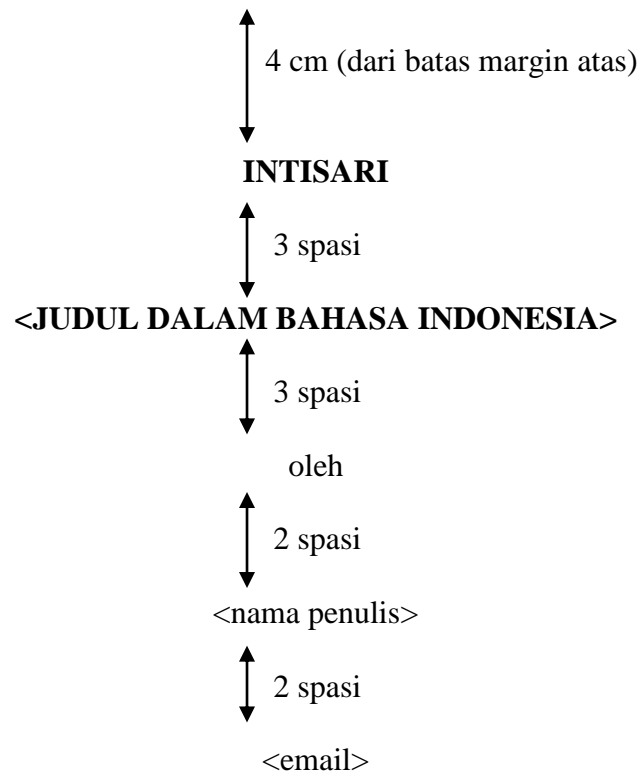 4 cm (dari batas margin atas)
INTISARI
3 spasi
<JUDUL DALAM BAHASA INDONESIA>
3 spasi
oleh
2 spasi
<nama penulis>
2 spasi
<email>